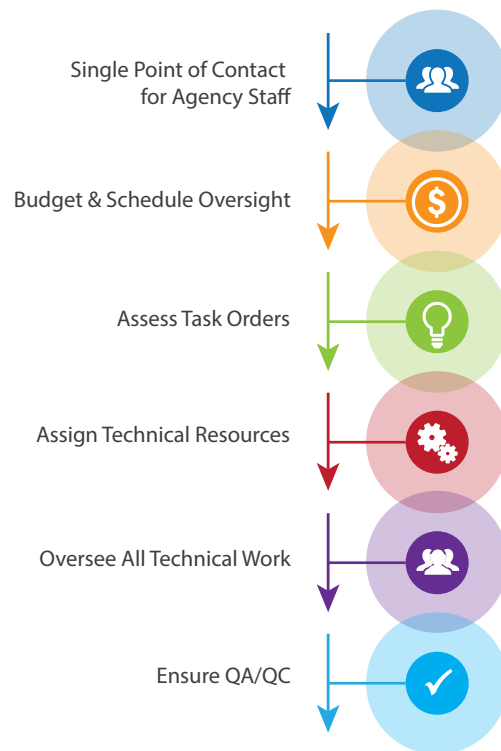 Single Point of Contact
for Agency Staff
$
Budget & Schedule Oversight
Assess Task Orders
Assign Technical Resources
Oversee All Technical Work
Ensure QA/QC